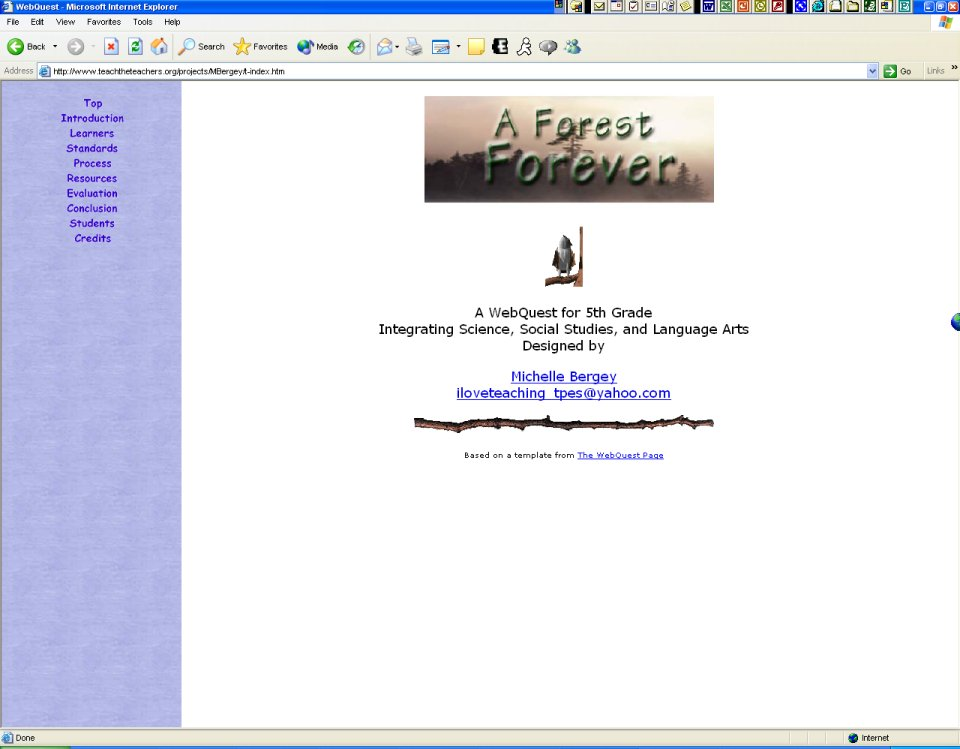 WebQuest - Microsoft Internet Explorer
File Edit View Favorites Tools Help
Back Search Favorites Media
Address http://www.teachtheteachers.org/projects/MBergey/t-index.htm Go Links »
Top
Introduction
Learners
Standards
Process
Resources
Evaluation
Conclusion
Students
Credits
A Forest
Forever
A WebQuest for 5th Grade
Integrating Science, Social Studies, and Language Arts
Designed by
Michelle Bergey
iloveteaching_tpes@yahoo.com
Based on a template from The WebQuest Page
Done Internet